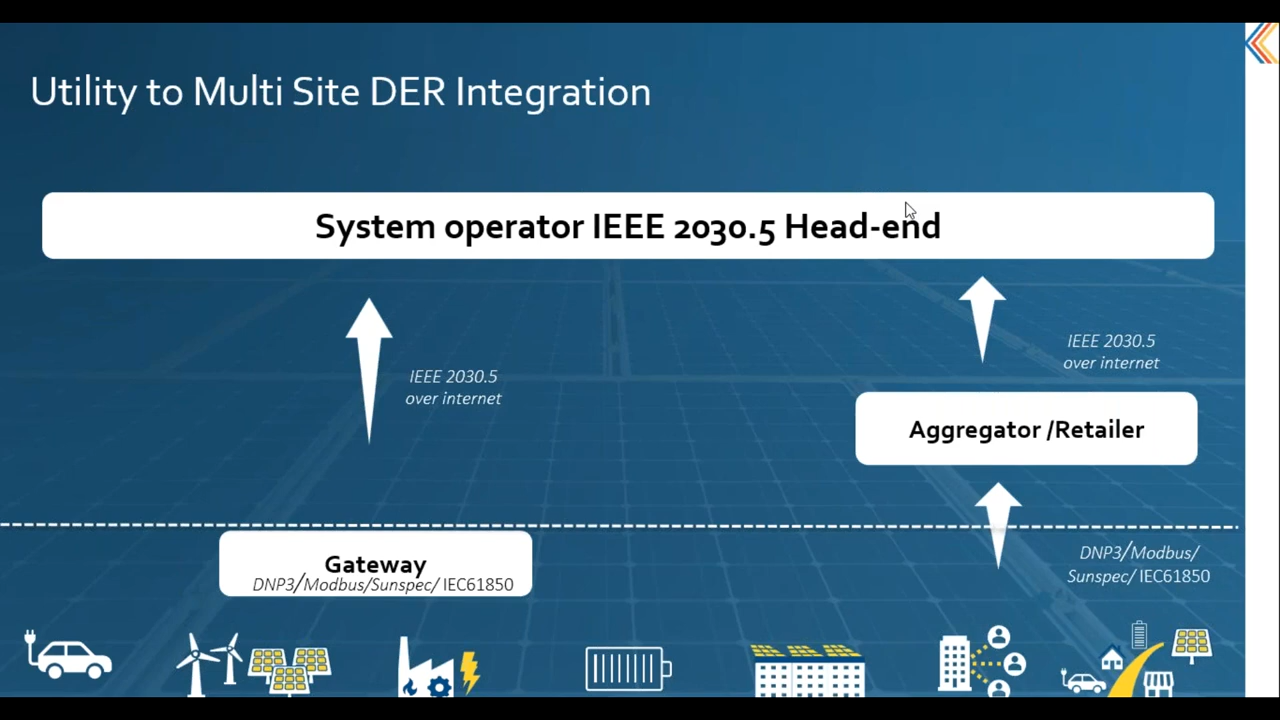 Utility to Multi Site DER Integration
System operator IEEE 2030.5 Head-end
IEEE 2030.5
over internet
IEEE 2030.5
over internet
Aggregator /Retailer
Gateway
DNP3/Modbus/Sunspec/ IEC61850
DNP3/Modbus/
Sunspec/ IEC61850